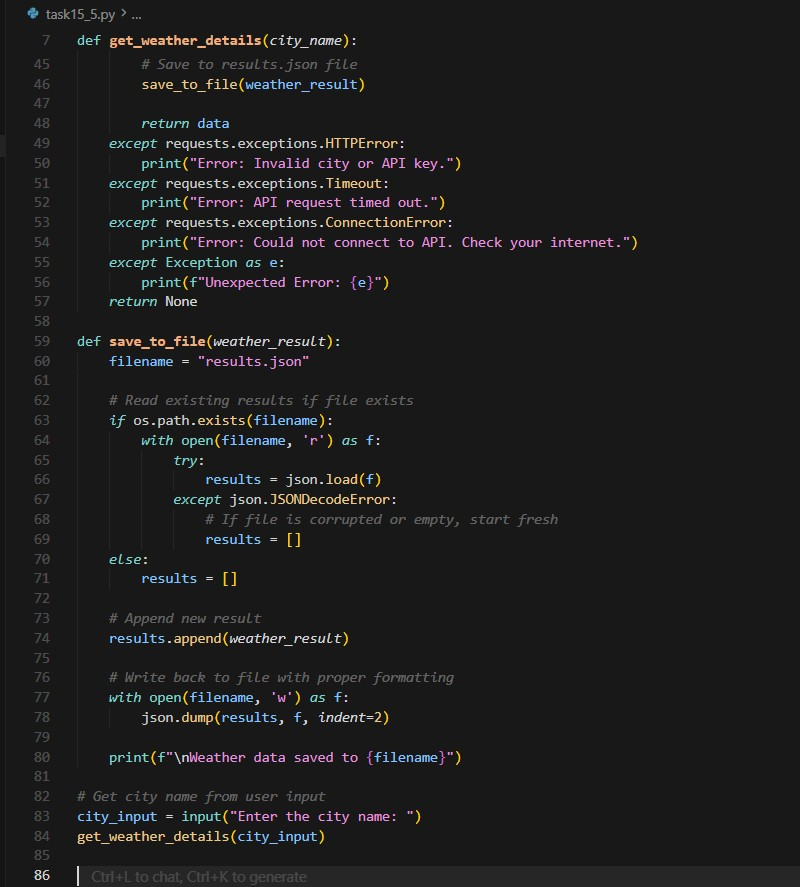 task15_5.py > ...
7 def get_weather_details(city_name):
45 # Save to results.json file
46 save_to_file(weather_result)
47
48 return data
49 except requests.exceptions.HTTPError:
50 print("Error: Invalid city or API key.")
51 except requests.exceptions.Timeout:
52 print("Error: API request timed out.")
53 except requests.exceptions.ConnectionError:
54 print("Error: Could not connect to API. Check your internet.")
55 except Exception as e:
56 print(f"Unexpected Error: {e}")
57 return None
58
59 def save_to_file(weather_result):
60 filename = "results.json"
61
62 # Read existing results if file exists
63 if os.path.exists(filename):
64 with open(filename, 'r') as f:
65 try:
66 results = json.load(f)
67 except json.JSONDecodeError:
68 # If file is corrupted or empty, start fresh
69 results = []
70 else:
71 results = []
72
73 # Append new result
74 results.append(weather_result)
75
76 # Write back to file with proper formatting
77 with open(filename, 'w') as f:
78 json.dump(results, f, indent=2)
79
80 print(f"\nWeather data saved to {filename}")
81
82 # Get city name from user input
83 city_input = input("Enter the city name: ")
84 get_weather_details(city_input)
85
86 Ctrl+L to chat, Ctrl+K to generate